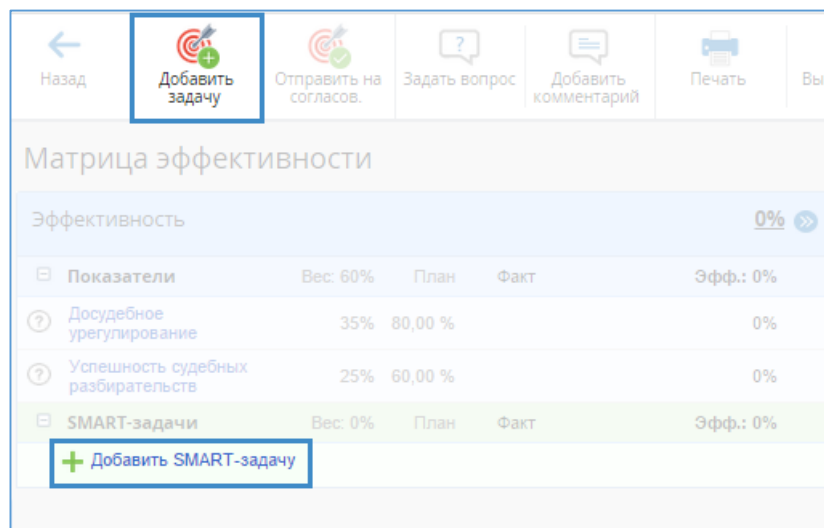 Назад
Добавить
задачу
Отправить на
согласов.
Задать вопрос
Добавить
комментарий
Печать
Вы
Матрица эффективности
Эффективность 0%
Показатели Вес: 60% План Факт Эфф.: 0%
Досудебное
урегулирование 35% 80,00 % 0%
Успешность судебных
разбирательств 25% 60,00 % 0%
SMART-задачи Вес: 0% План Факт Эфф.: 0%
Добавить SMART-задачу